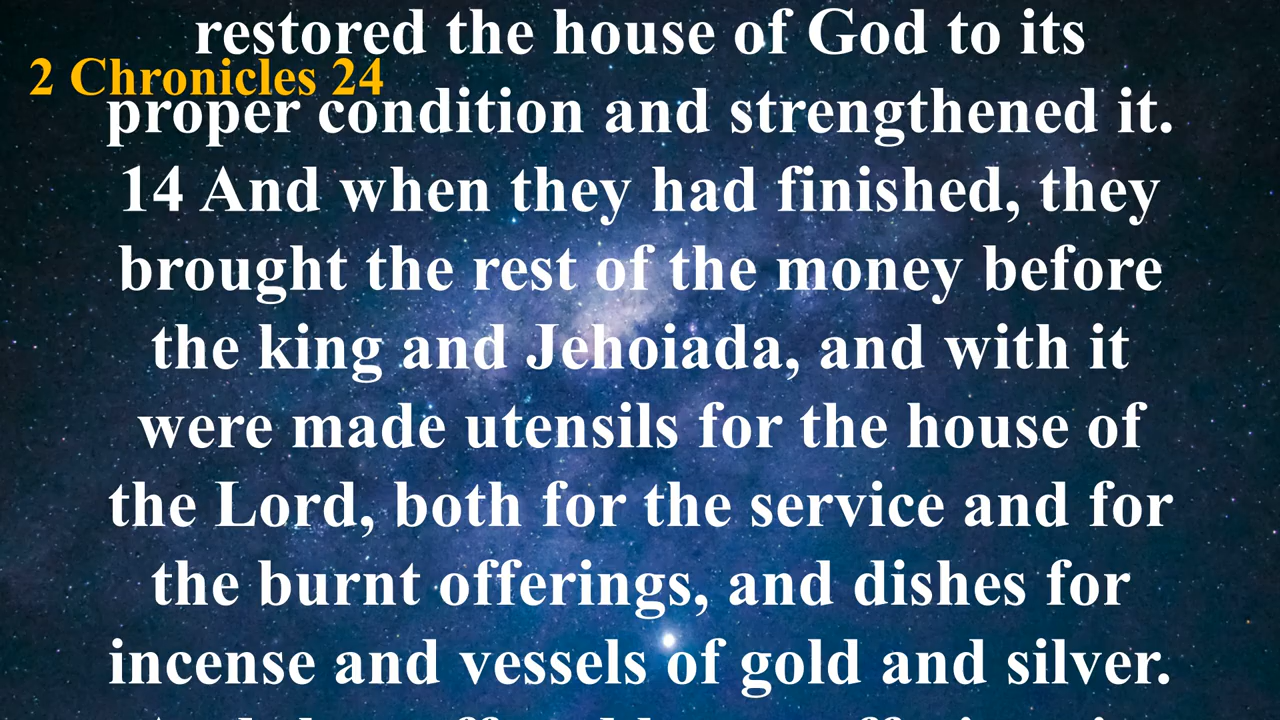 restored the house of God to its
2 Chronicles 24
proper condition and strengthened it.
14 And when they had finished, they
brought the rest of the money before
the king and Jehoiada, and with it
were made utensils for the house of
the Lord, both for the service and for
the burnt offerings, and dishes for
incense and vessels of gold and silver.